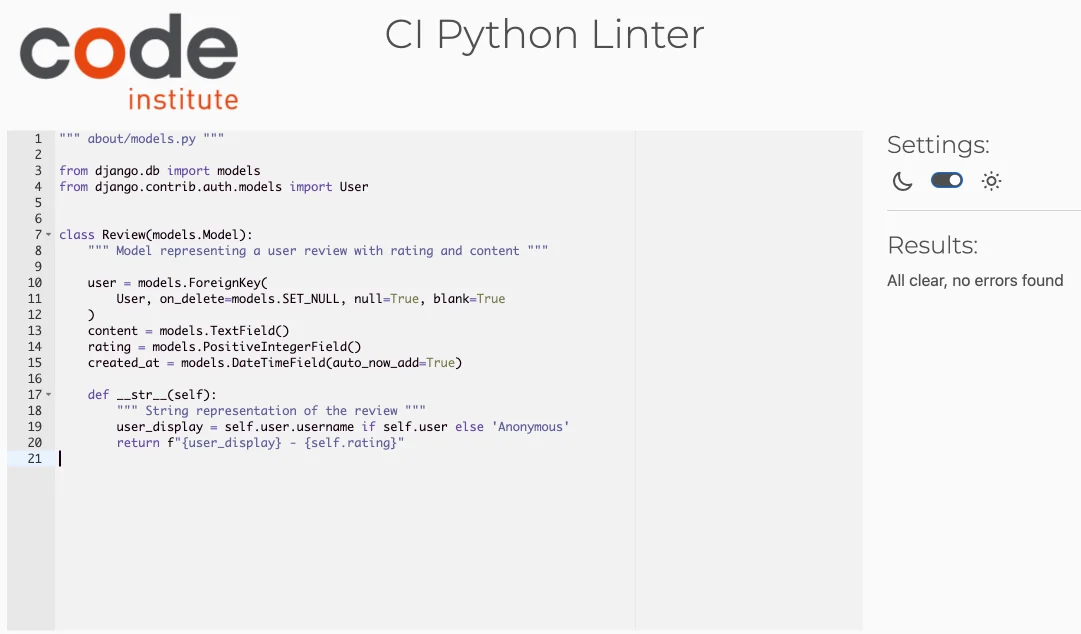 code
institute
CI Python Linter
1 """ about/models.py """
2
3 from django.db import models
4 from django.contrib.auth.models import User
5
6
7 class Review(models.Model):
8     """ Model representing a user review with rating and content """
9
10     user = models.ForeignKey(
11         User, on_delete=models.SET_NULL, null=True, blank=True
12     )
13     content = models.TextField()
14     rating = models.PositiveIntegerField()
15     created_at = models.DateTimeField(auto_now_add=True)
16
17     def __str__(self):
18         """ String representation of the review """
19         user_display = self.user.username if self.user else 'Anonymous'
20         return f"{user_display} - {self.rating}"
21
Settings:
Results:
All clear, no errors found